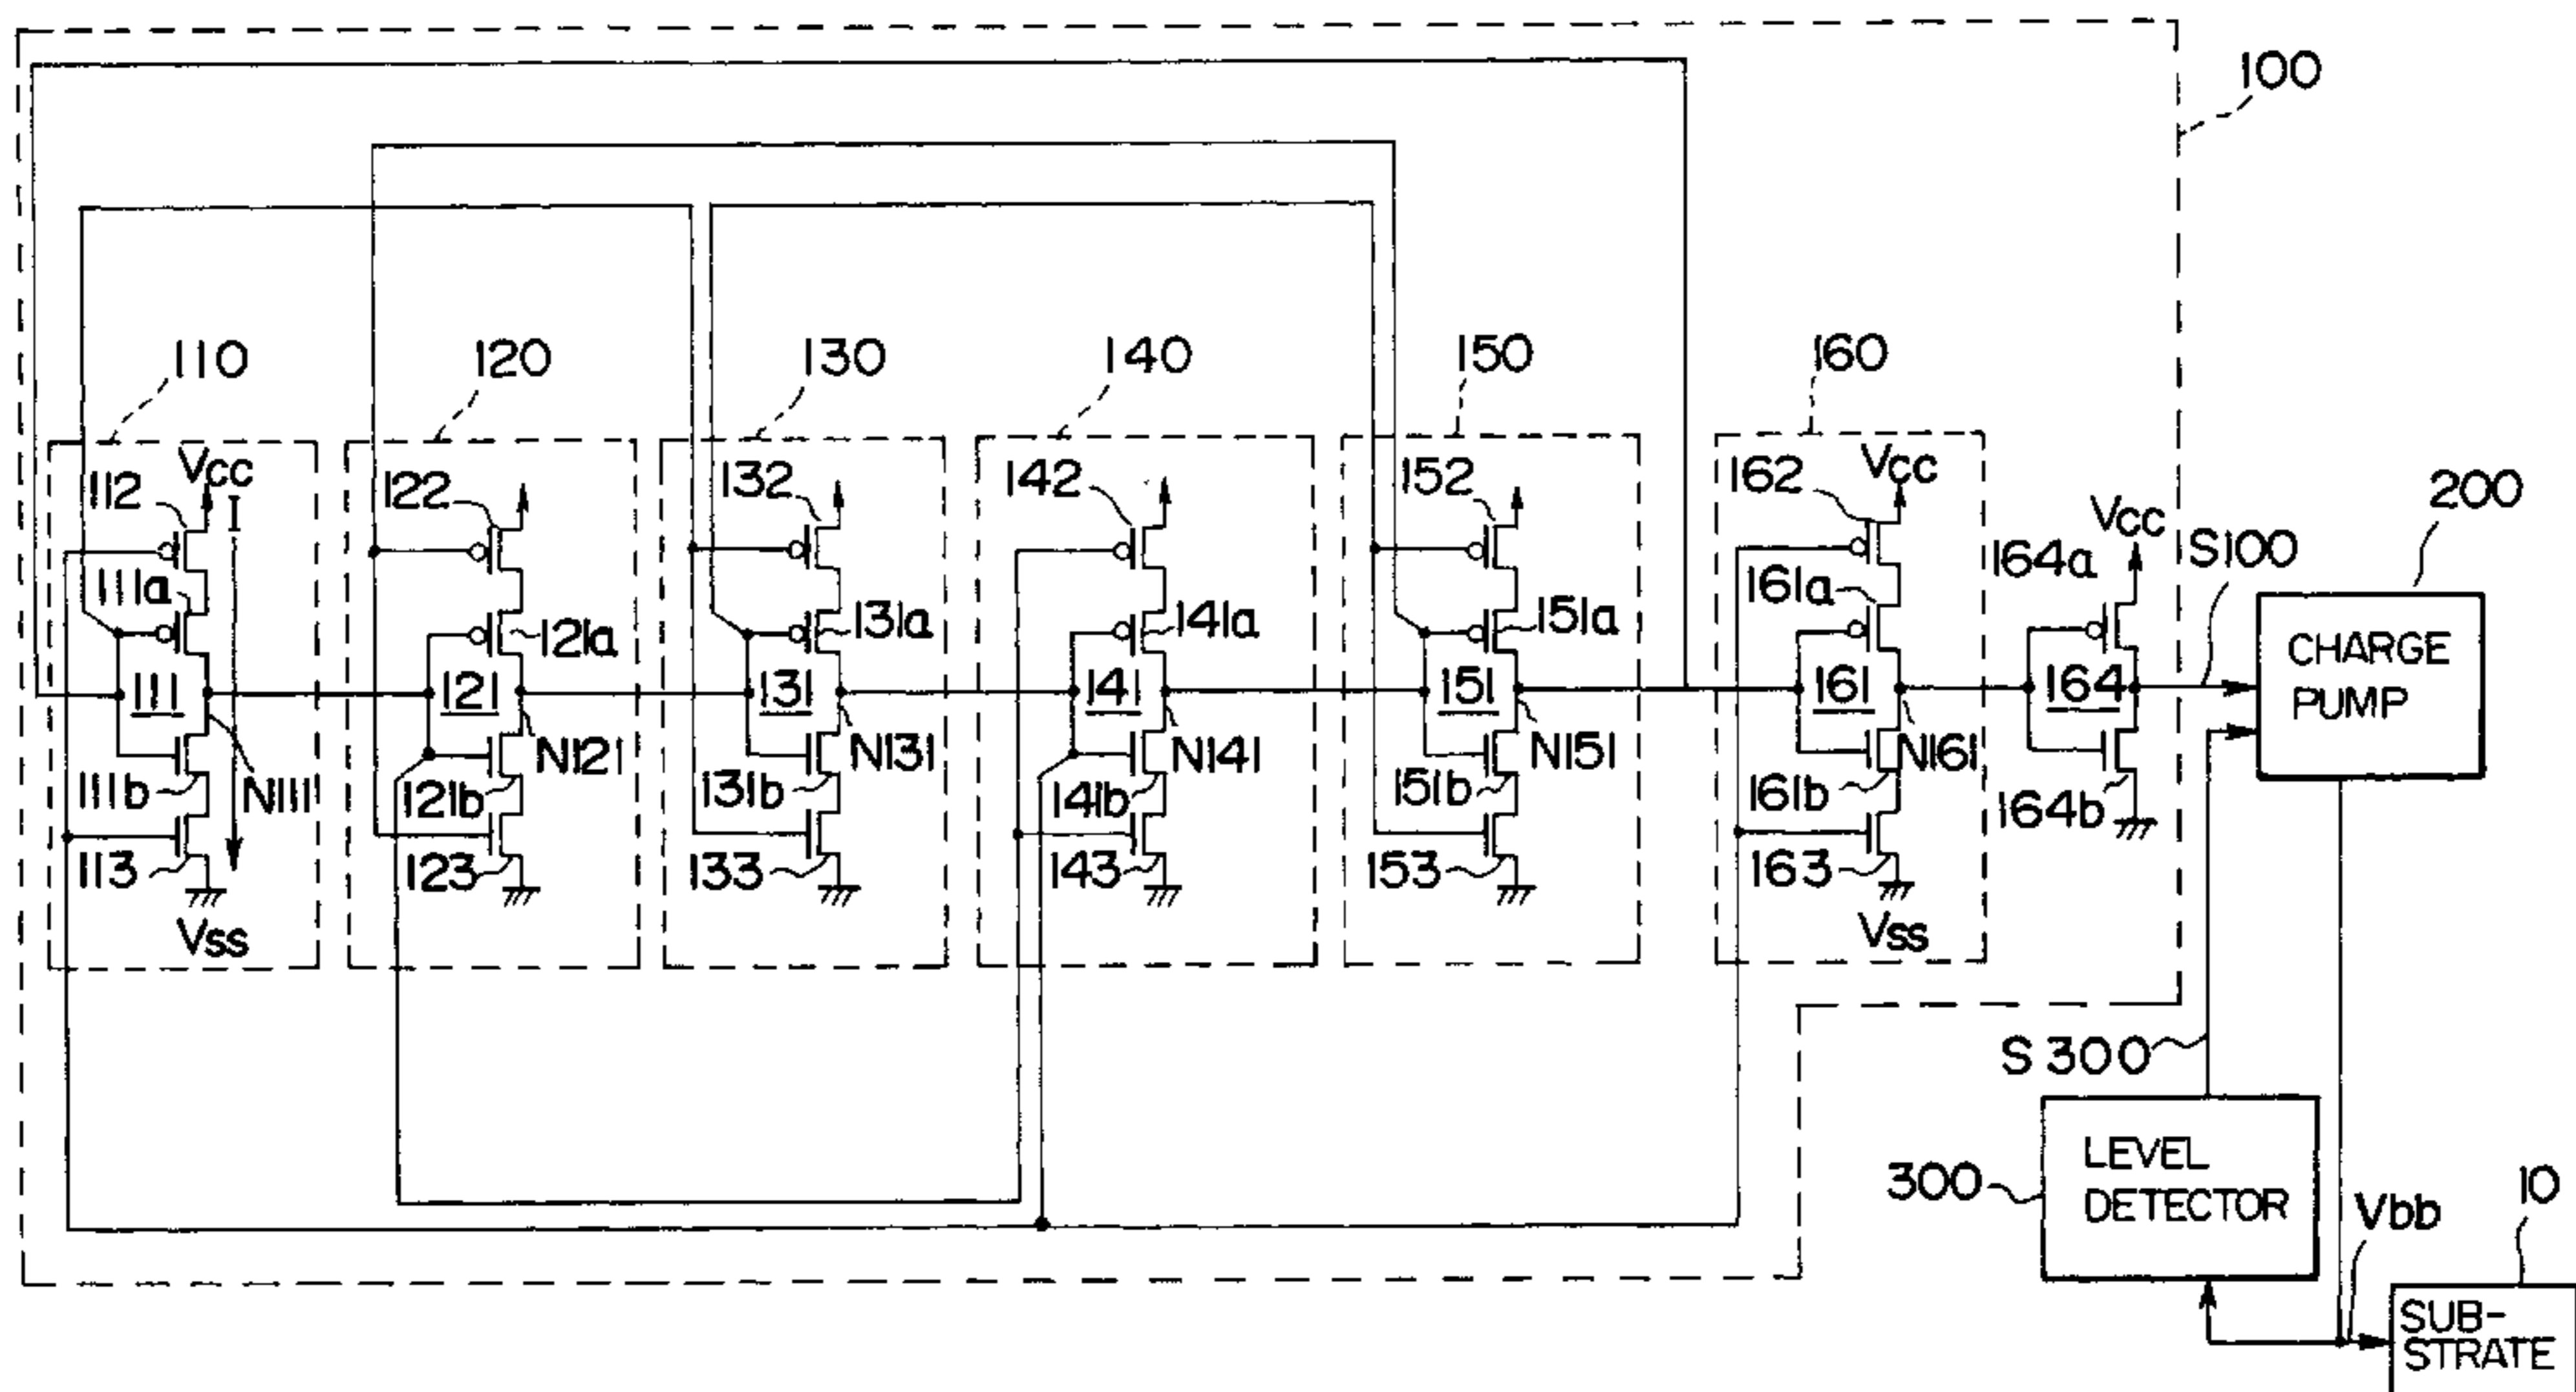 100
110
120
130
140
150
160
112
Vcc
I
122
132
142
152
162
Vcc
200
Vcc
S100
111a
121a
131a
141a
151a
161a
164a
111
121
131
141
151
161
164
CHARGE
PUMP
N111
N121
N131
N141
N151
N161
111b
121b
131b
141b
151b
161b
164b
113
123
133
143
153
163
Vss
Vss
S300
300
LEVEL
DETECTOR
Vbb
10
SUB-
STRATE